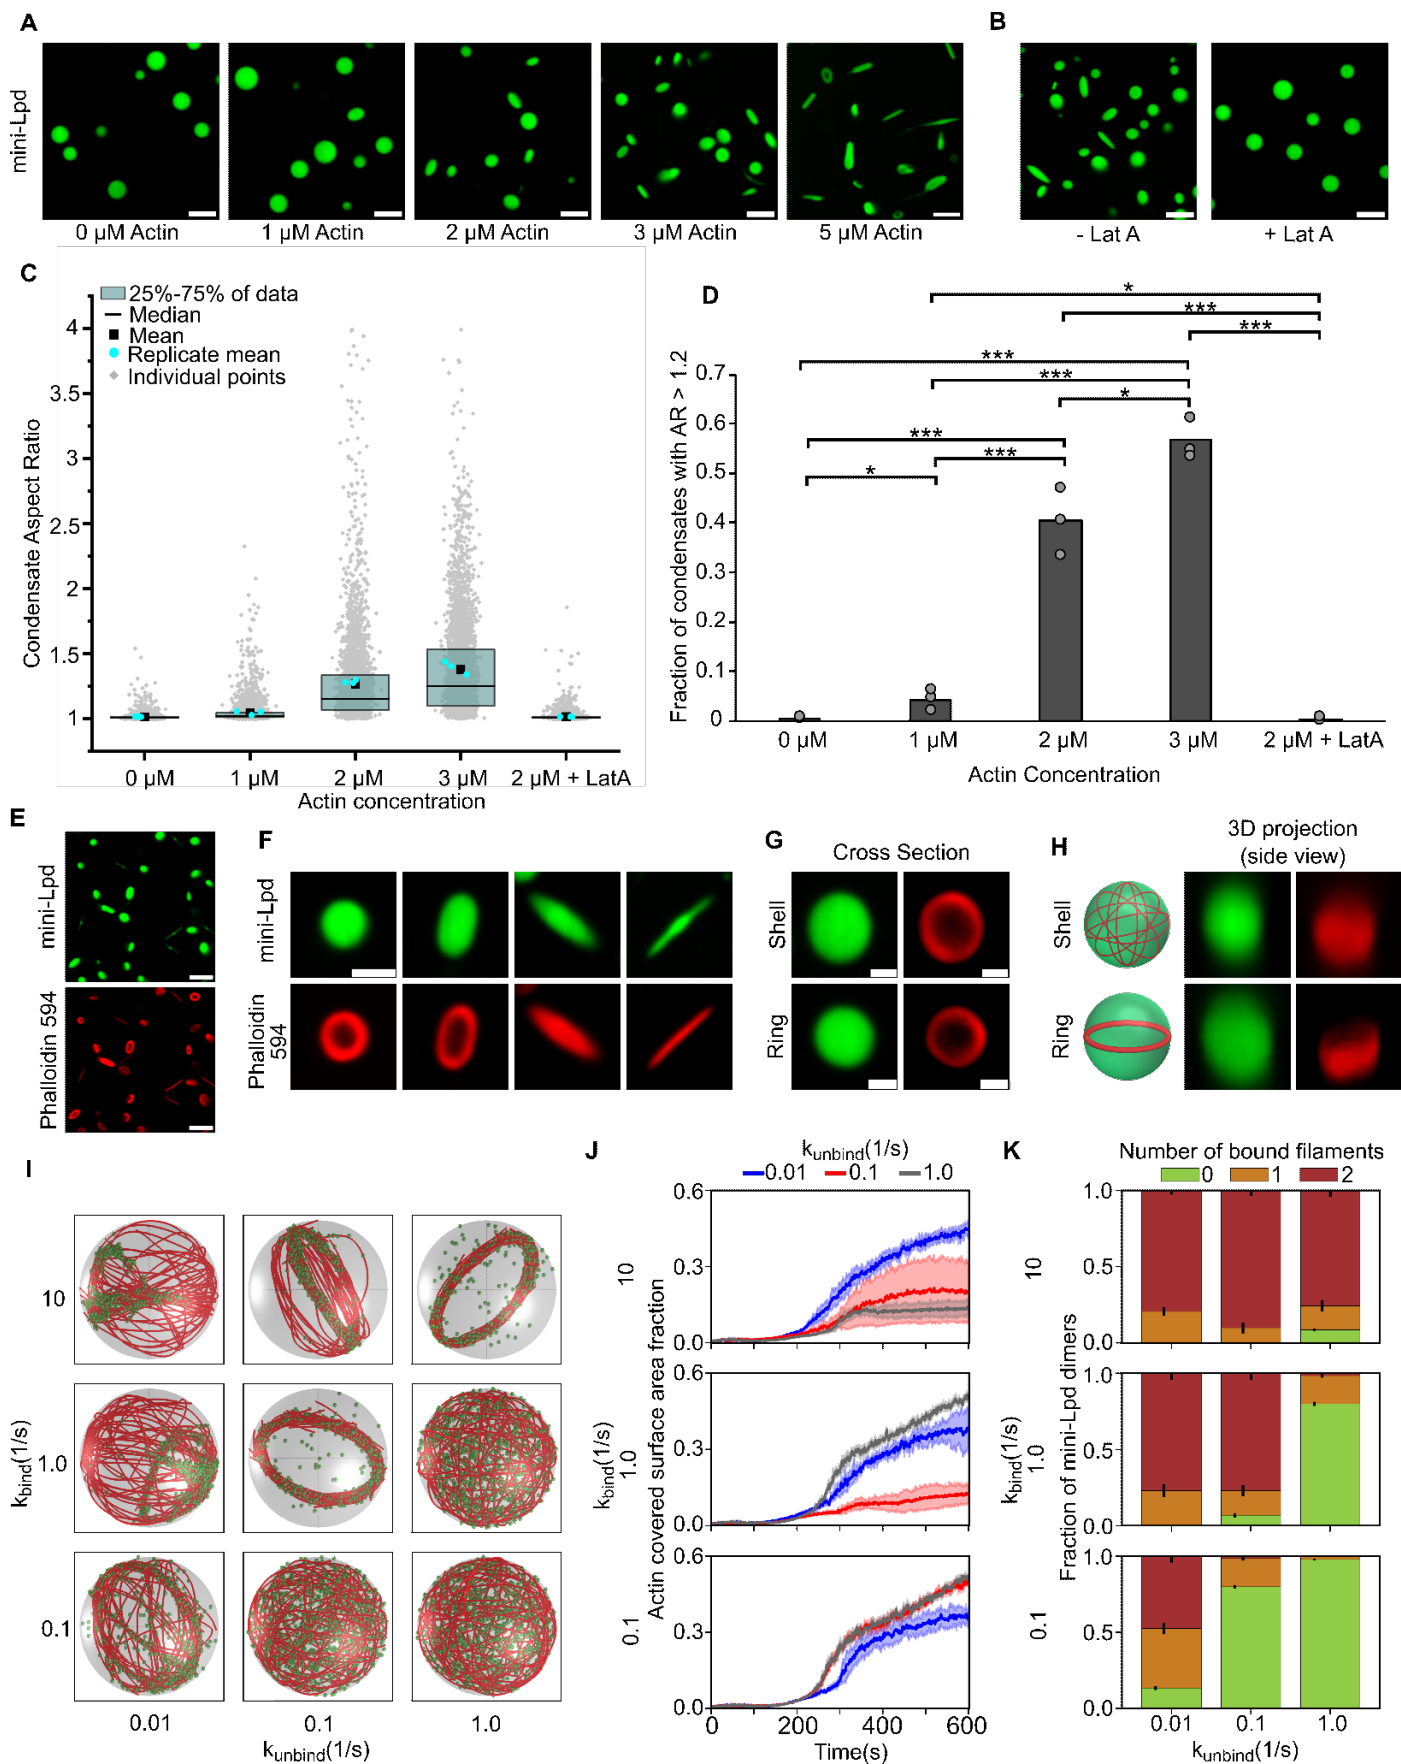 A
mini-Lpd
0 µM Actin
1 µM Actin
2 µM Actin
3 µM Actin
5 µM Actin
B
- Lat A
+ Lat A
C
25%-75% of data
Median
Mean
Replicate mean
Individual points
Condensate Aspect Ratio
4
3.5
3
2.5
2
1.5
1
0 µM
1 µM
2 µM
3 µM
2 µM + LatA
Actin concentration
D
Fraction of condensates with AR > 1.2
0.7
0.6
0.5
0.4
0.3
0.2
0.1
0
*
***
***
***
***
*
***
***
*
0 µM
1 µM
2 µM
3 µM
2 µM + LatA
Actin Concentration
E
mini-Lpd
Phalloidin 594
F
mini-Lpd
Phalloidin
594
G
Cross Section
Shell
Ring
H
3D projection
(side view)
Shell
Ring
I
10
1.0
0.1
kbind(1/s)
0.01
0.1
1.0
kunbind(1/s)
J
kunbind(1/s)
0.01
0.1
1.0
Actin covered surface area fraction
kbind(1/s)
10
0.6
0.3
0.0
1.0
0.6
0.3
0.0
0.1
0.6
0.3
0.0
0
200
400
600
Time(s)
K
Number of bound filaments
0
1
2
Fraction of mini-Lpd dimers
kbind(1/s)
10
1.0
0.5
0.0
1.0
1.0
0.5
0.0
0.1
1.0
0.5
0.0
0.01
0.1
1.0
kunbind(1/s)